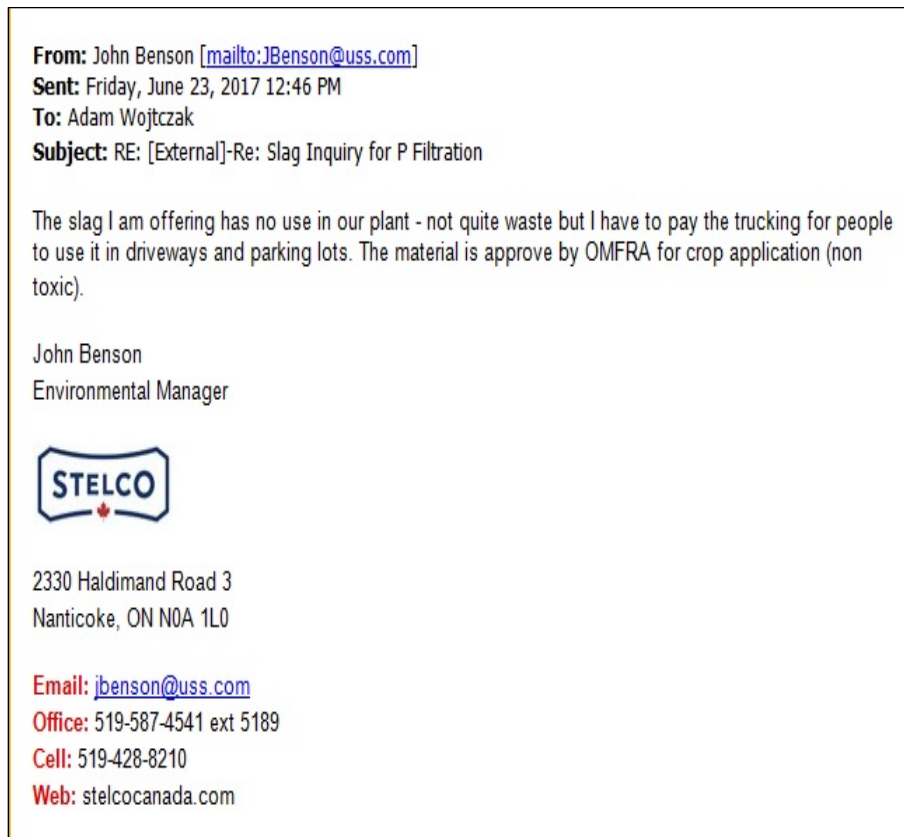 From: John Benson [mailto:JBenson@uss.com]
Sent: Friday, June 23, 2017 12:46 PM
To: Adam Wojtczak
Subject: RE: [External]-Re: Slag Inquiry for P Filtration
The slag I am offering has no use in our plant - not quite waste but I have to pay the trucking for people
to use it in driveways and parking lots. The material is approve by OMFRA for crop application (non
toxic).
John Benson
Environmental Manager
STELCO
2330 Haldimand Road 3
Nanticoke, ON N0A 1L0
Email: jbenson@uss.com
Office: 519-587-4541 ext 5189
Cell: 519-428-8210
Web: stelcocanada.com